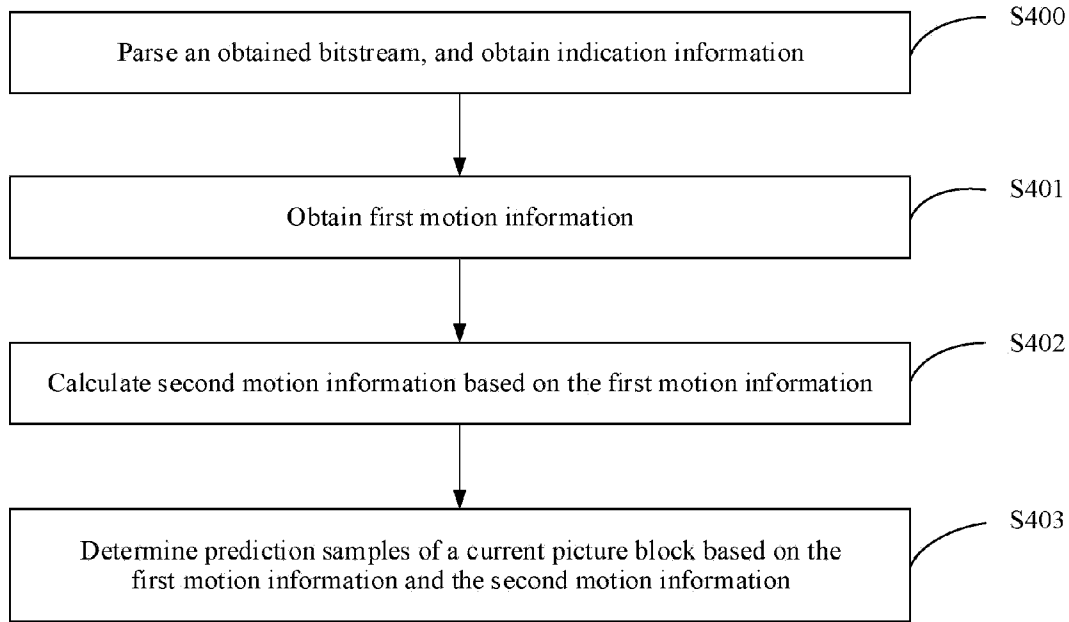 S400
Parse an obtained bitstream, and obtain indication information
S401
Obtain first motion information
S402
Calculate second motion information based on the first motion information
S403
Determine prediction samples of a current picture block based on the
first motion information and the second motion information